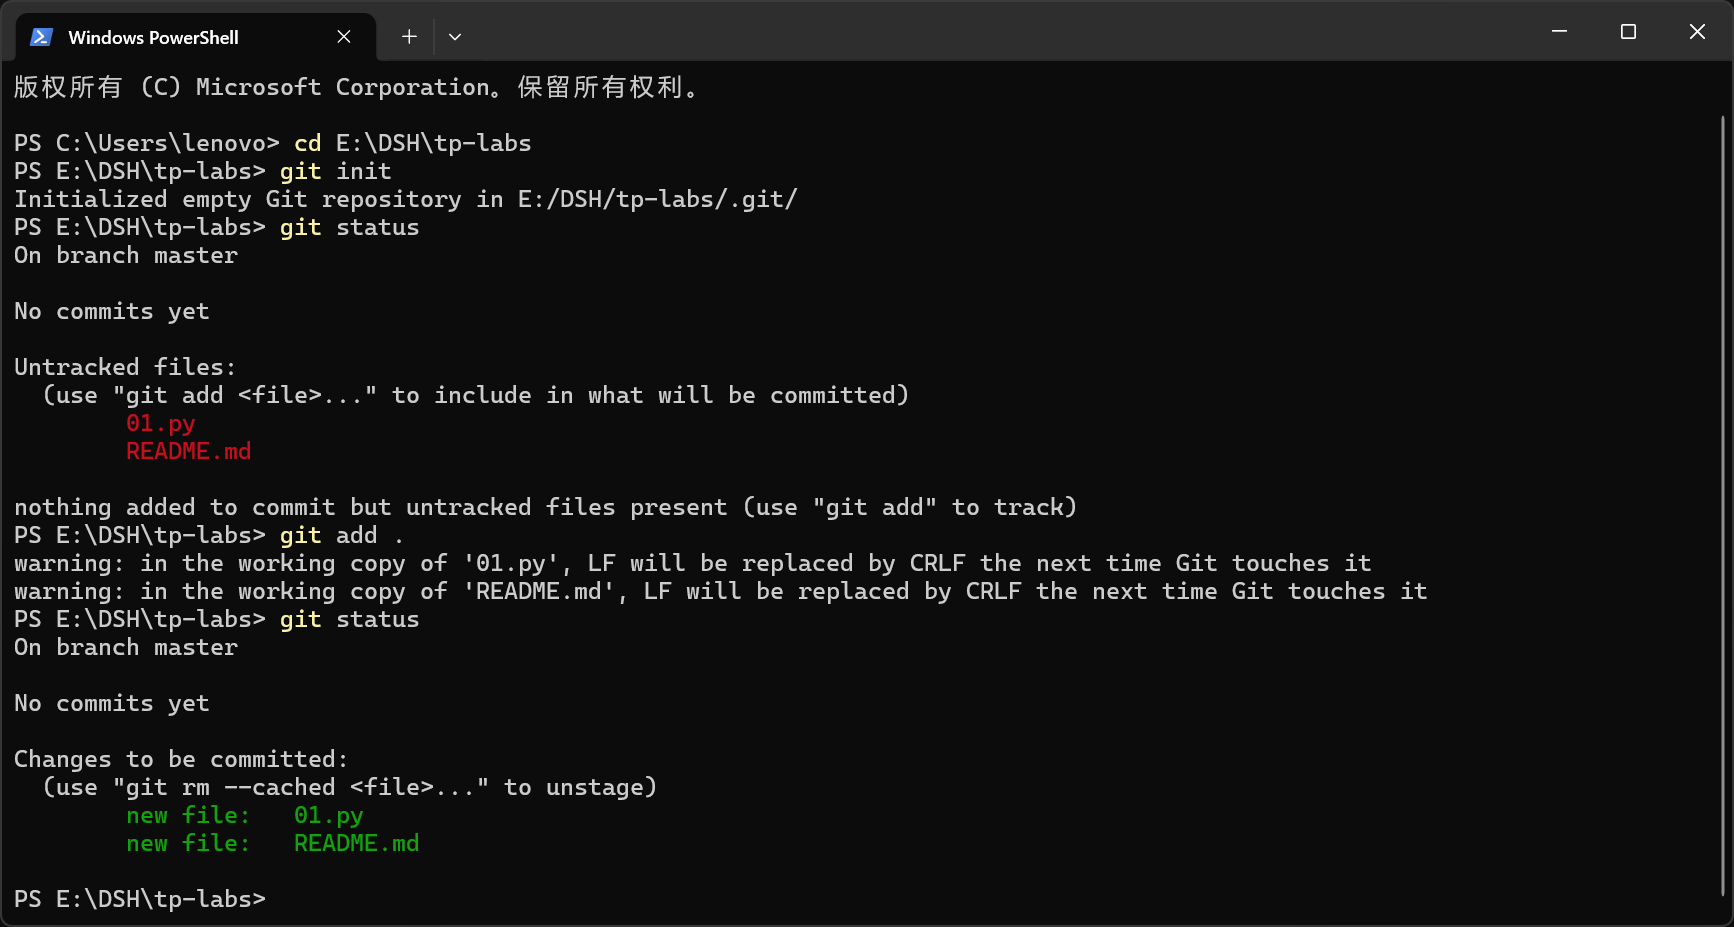 Windows PowerShell
版权所有 (C) Microsoft Corporation。保留所有权利。
PS C:\Users\lenovo> cd E:\DSH\tp-labs
PS E:\DSH\tp-labs> git init
Initialized empty Git repository in E:/DSH/tp-labs/.git/
PS E:\DSH\tp-labs> git status
On branch master
No commits yet
Untracked files:
  (use "git add <file>..." to include in what will be committed)
        01.py
        README.md
nothing added to commit but untracked files present (use "git add" to track)
PS E:\DSH\tp-labs> git add .
warning: in the working copy of '01.py', LF will be replaced by CRLF the next time Git touches it
warning: in the working copy of 'README.md', LF will be replaced by CRLF the next time Git touches it
PS E:\DSH\tp-labs> git status
On branch master
No commits yet
Changes to be committed:
  (use "git rm --cached <file>..." to unstage)
        new file:   01.py
        new file:   README.md
PS E:\DSH\tp-labs>